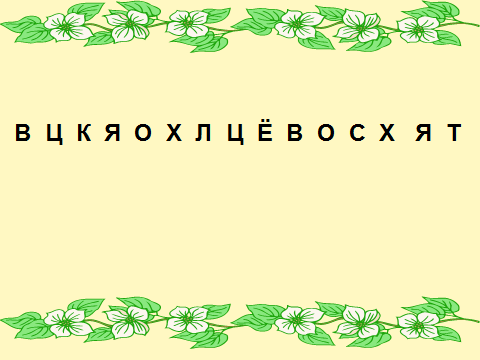 В Ц К Я О Х Л Ц Ё В О С Х Я Т